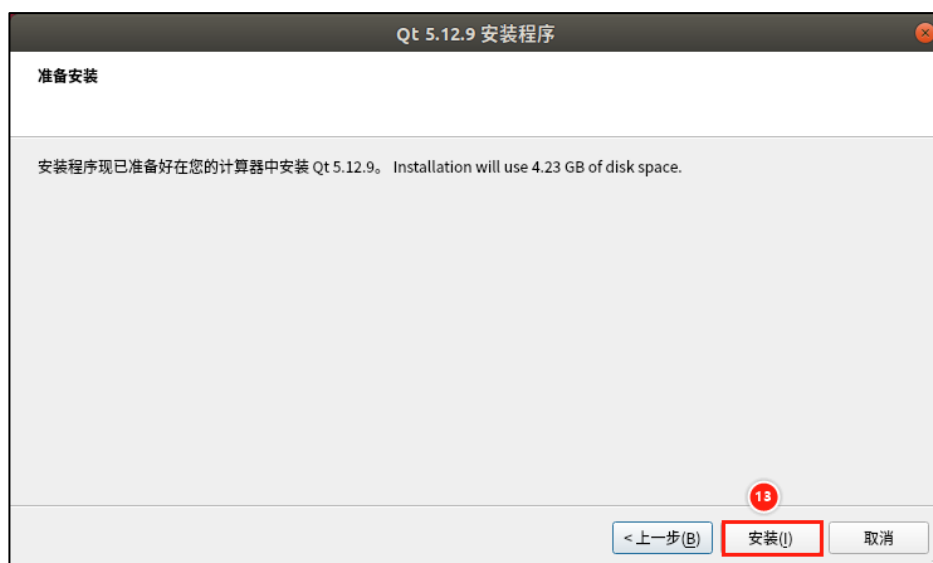 Qt 5.12.9 安装程序
准备安装
安装程序现已准备好在您的计算器中安装 Qt 5.12.9。 Installation will use 4.23 GB of disk space.
13
<上一步(B) 安装(I) 取消